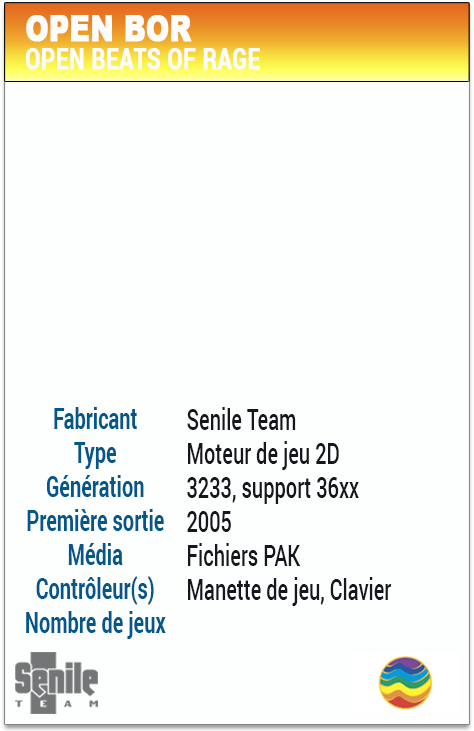 OPEN BOR
OPEN BEATS OF RAGE
Fabricant Senile Team
Type Moteur de jeu 2D
Génération 3233, support 36xx
Première sortie 2005
Média Fichiers PAK
Contrôleur(s) Manette de jeu, Clavier
Nombre de jeux
Senile
TEAM